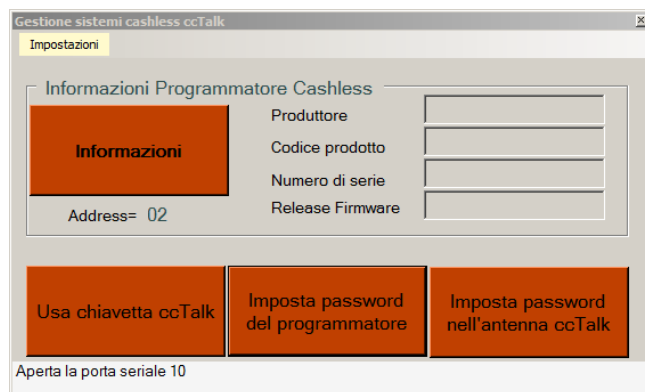 Gestione sistemi cashless ccTalk
Impostazioni
Informazioni Programmatore Cashless
Informazioni
Produttore
Codice prodotto
Numero di serie
Release Firmware
Address= 02
Usa chiavetta ccTalk
Imposta password
del programmatore
Imposta password
nell'antenna ccTalk
Aperta la porta seriale 10